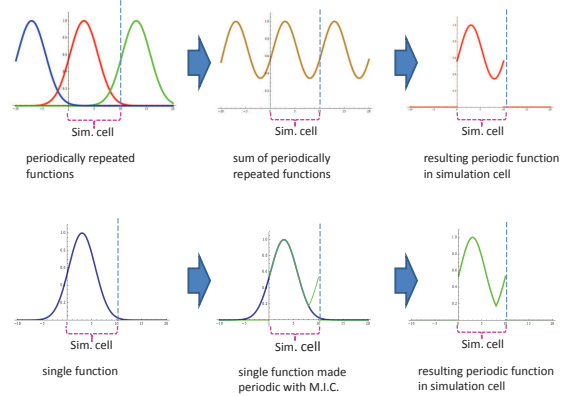 Sim. cell
Sim. cell
Sim. cell
periodically repeated
functions
sum of periodically
repeated functions
resulting periodic function
in simulation cell
Sim. cell
Sim. cell
Sim. cell
single function
single function made
periodic with M.I.C.
resulting periodic function
in simulation cell